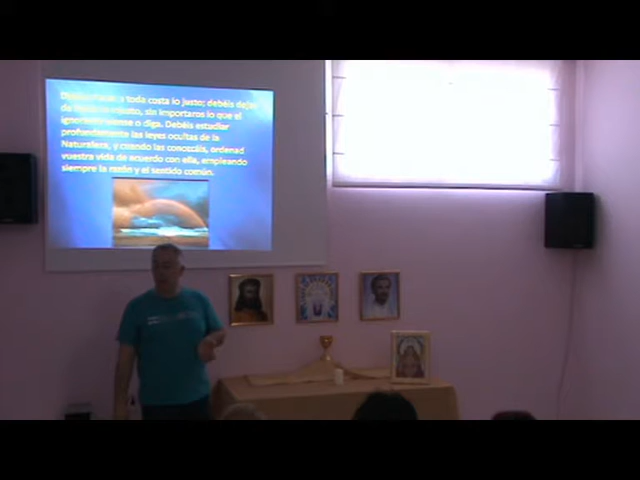 toda costa lo justo; debéis dejar
de injusto, sin importaros lo que el
ignorante piense o diga. Debéis estudiar
profundamente las leyes ocultas de la
Naturaleza, y cuando las conozcáis, ordenad
vuestra vida de acuerdo con ella, empleando
siempre la razón y el sentido común.